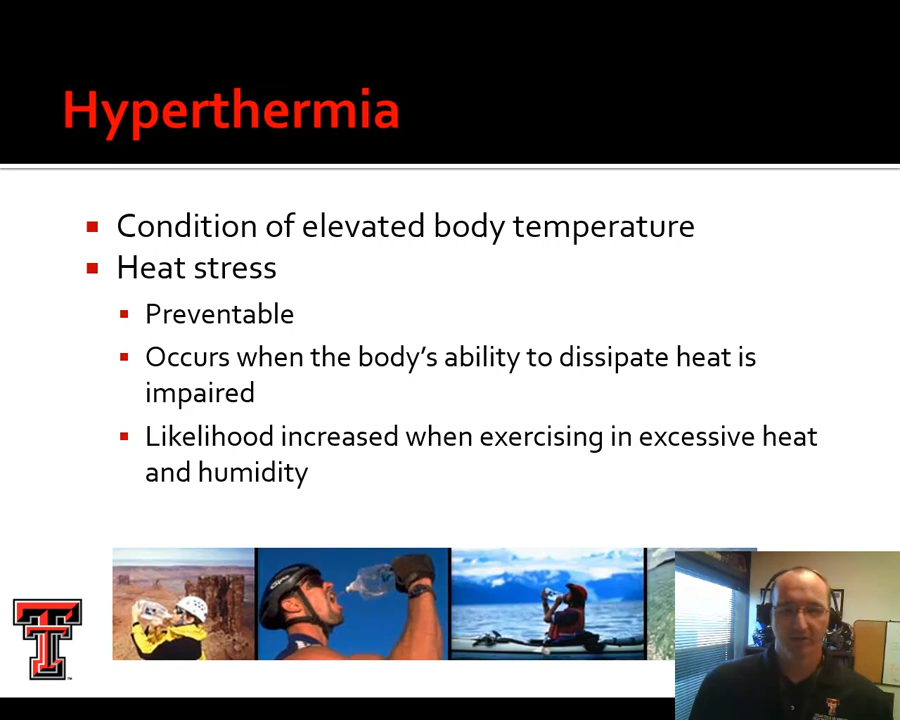 Hyperthermia
Condition of elevated body temperature
Heat stress
Preventable
Occurs when the body's ability to dissipate heat is
impaired
Likelihood increased when exercising in excessive heat
and humidity